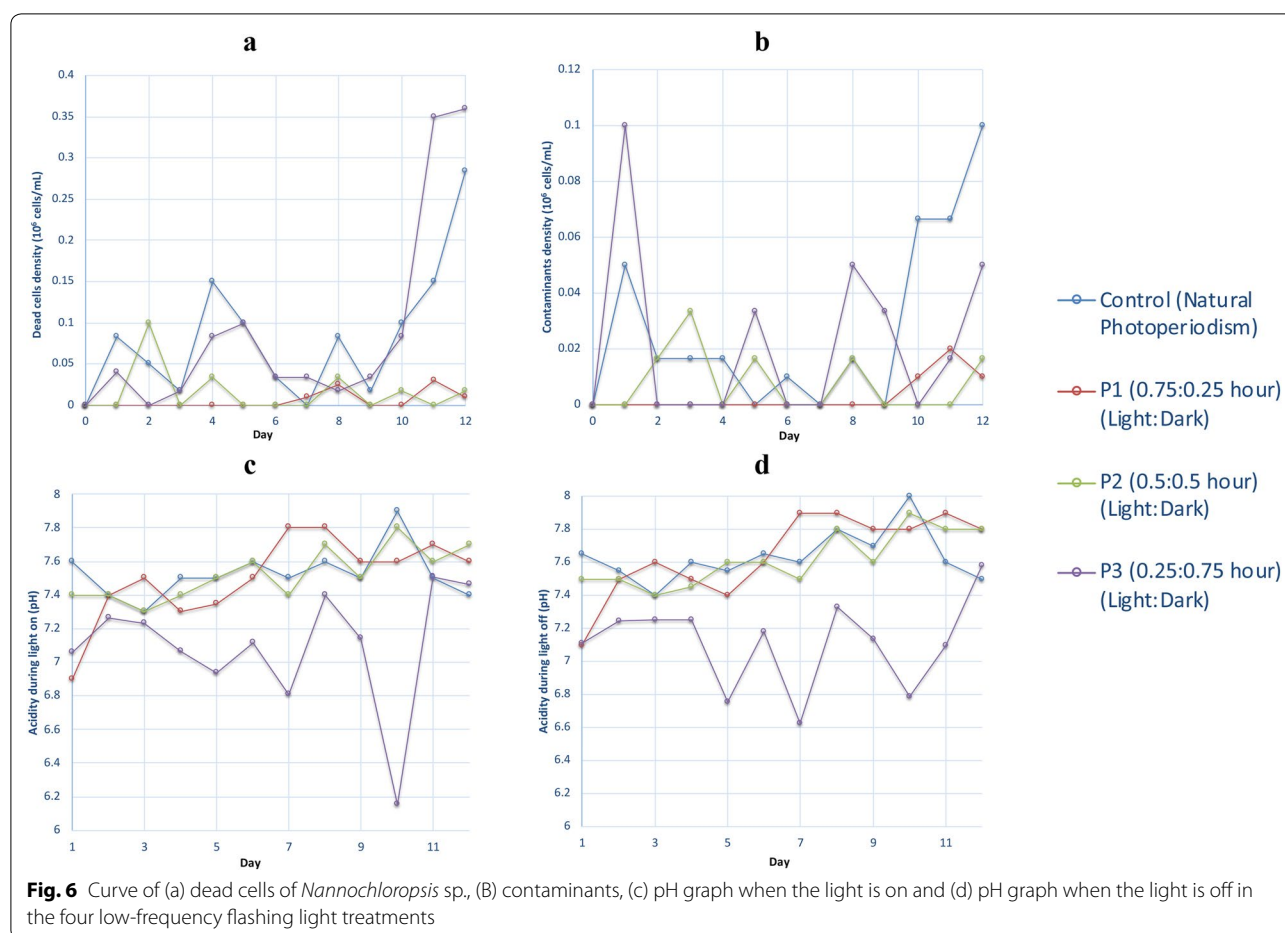 a
0.4
0.35
0.3
0.25
0.2
0.15
0.1
0.05
0
Dead cells density (10⁶ cells/mL)
0 2 4 6 8 10 12
Day
b
0.12
0.1
0.08
0.06
0.04
0.02
0
Contaminants density (10⁶ cells/mL)
0 2 4 6 8 10 12
Day
c
8
7.8
7.6
7.4
7.2
7
6.8
6.6
6.4
6.2
6
Acidity during light on (pH)
1 3 5 7 9 11
Day
d
8
7.8
7.6
7.4
7.2
7
6.8
6.6
6.4
6.2
6
Acidity during light off (pH)
1 3 5 7 9 11
Day
Control (Natural
Photoperiodism)
P1 (0.75:0.25 hour)
(Light:Dark)
P2 (0.5:0.5 hour)
(Light:Dark)
P3 (0.25:0.75 hour)
(Light:Dark)
Fig. 6 Curve of (a) dead cells of Nannochloropsis sp., (B) contaminants, (c) pH graph when the light is on and (d) pH graph when the light is off in
the four low-frequency flashing light treatments